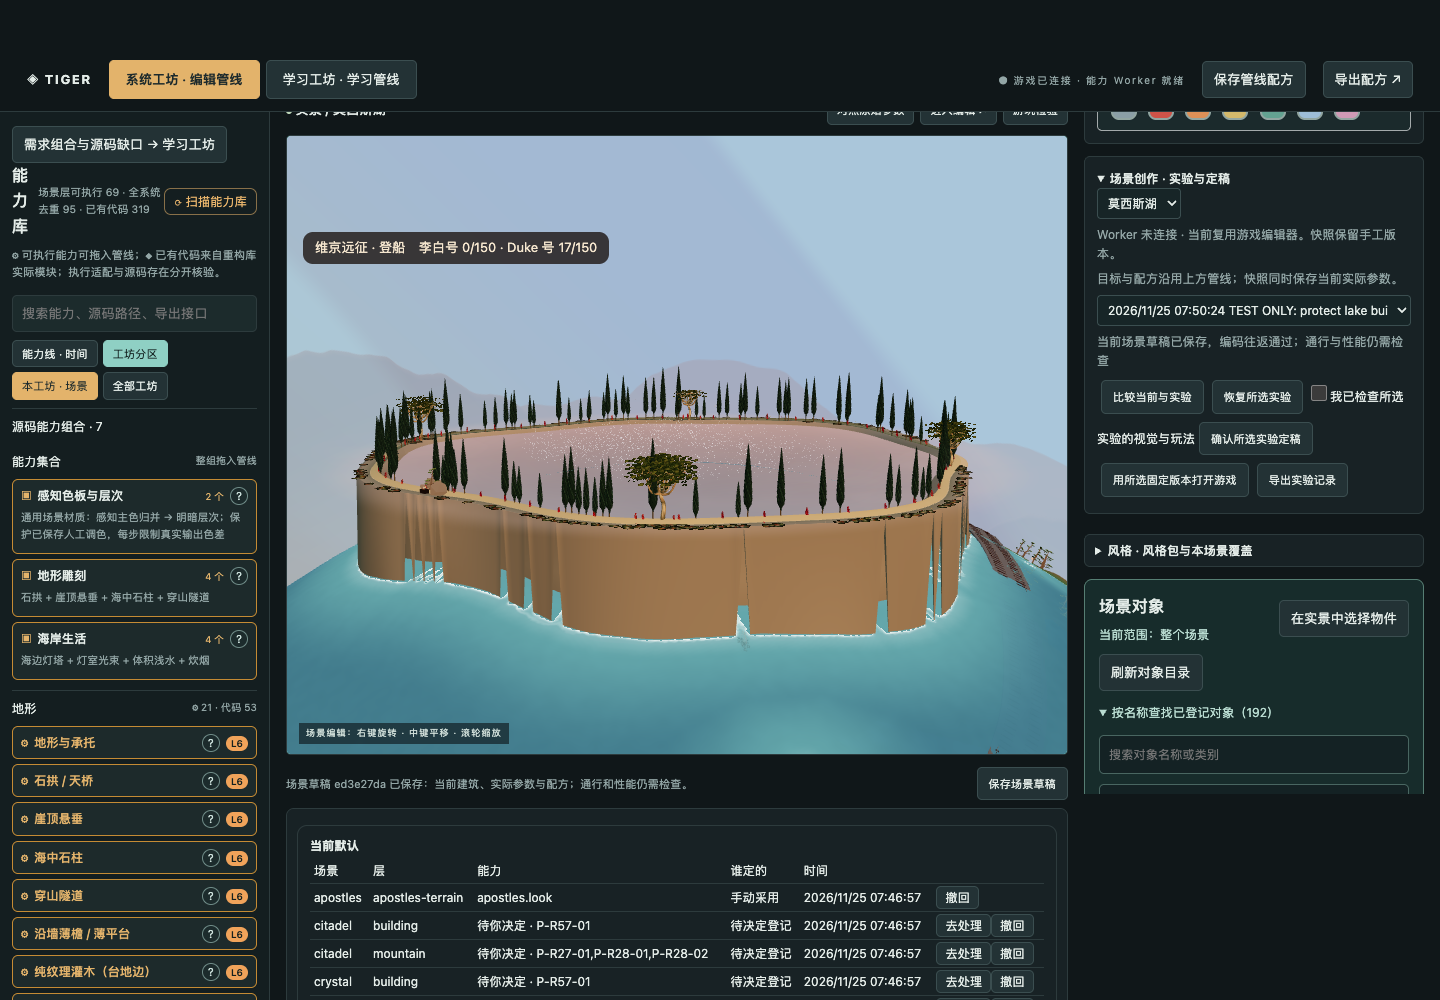 ◈ TIGER
系统工坊 · 编辑管线
学习工坊 · 学习管线
游戏已连接 · 能力 Worker 就绪
保存管线配方
导出配方 ↗
需求组合与源码缺口 → 学习工坊
能力库
场景层可执行 69 · 全系统
去重 95 · 已有代码 319
⟳ 扫描能力库
⚙ 可执行能力可拖入管线；◆ 已有代码来自重构库
实际模块；执行适配与源码存在分开核验。
搜索能力、源码路径、导出接口
能力线 · 时间
工坊分区
本工坊 · 场景
全部工坊
源码能力组合 · 7
能力集合
整组拖入管线
▣ 感知色板与层次
2 个 ?
通用场景材质：感知主色归并 → 明暗层次；保
护已保存人工调色，每步限制真实输出色差
▣ 地形雕刻
4 个 ?
石拱 + 崖顶悬垂 + 海中石柱 + 穿山隧道
▣ 海岸生活
4 个 ?
海边灯塔 + 灯室光束 + 体积浅水 + 炊烟
地形
⚙ 21 · 代码 53
⚙ 地形与承托 ? L6
⚙ 石拱 / 天桥 ? L6
⚙ 崖顶悬垂 ? L6
⚙ 海中石柱 ? L6
⚙ 穿山隧道 ? L6
⚙ 沿墙薄檐 / 薄平台 ? L6
⚙ 纯纹理灌木（台地边） ? L6
维京远征 · 登船 李白号 0/150 · Duke 号 17/150
场景编辑：右键旋转 · 中键平移 · 滚轮缩放
场景草稿 ed3e27da 已保存：当前建筑、实际参数与配方；通行和性能仍需检查。
保存场景草稿
当前默认
场景 层 能力 谁定的 时间
apostles apostles-terrain apostles.look 手动采用 2026/11/25 07:46:57 撤回
citadel building 待你决定 · P-R57-01 待决定登记 2026/11/25 07:46:57 去处理 撤回
citadel mountain 待你决定 · P-R27-01,P-R28-01,P-R28-02 待决定登记 2026/11/25 07:46:57 去处理 撤回
crystal building 待你决定 · P-R57-01 待决定登记 2026/11/25 07:46:57 去处理 撤回
▼ 场景创作 · 实验与定稿
莫西斯湖
Worker 未连接 · 当前复用游戏编辑器。快照保留手工版
本。
目标与配方沿用上方管线；快照同时保存当前实际参数。
2026/11/25 07:50:24 TEST ONLY: protect lake bui
当前场景草稿已保存，编码往返通过；通行与性能仍需检
查
比较当前与实验
恢复所选实验
我已检查所选
实验的视觉与玩法
确认所选实验定稿
用所选固定版本打开游戏
导出实验记录
▶ 风格 · 风格包与本场景覆盖
场景对象
当前范围：整个场景
在实景中选择物件
刷新对象目录
▼ 按名称查找已登记对象（192）
搜索对象名称或类别